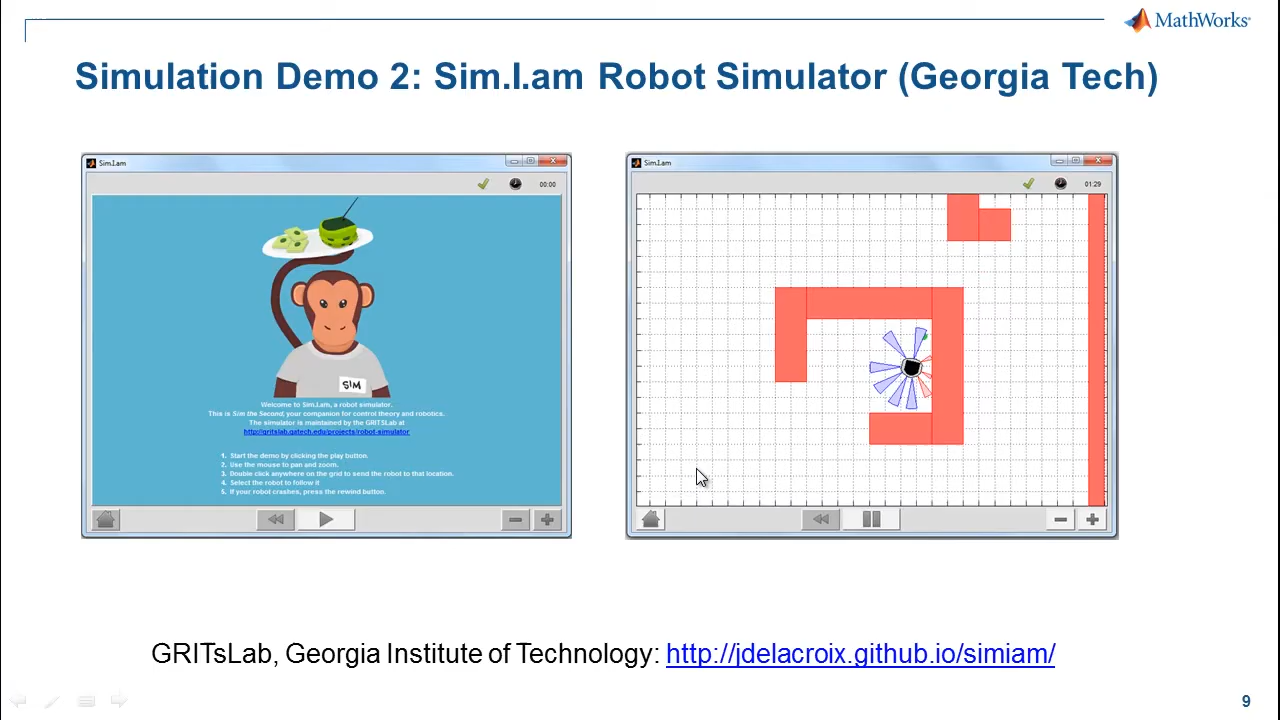 MathWorks®
Simulation Demo 2: Sim.I.am Robot Simulator (Georgia Tech)
Sim.I.am
00:00
SIM
Welcome to Sim.I.am, a robot simulator.
This is Sim the Second, your companion for control theory and robotics.
The simulator is maintained by the GRITSLab at
http://gritslab.gatech.edu/projects/robot-simulator
1. Start the demo by clicking the play button.
2. Use the mouse to pan and zoom.
3. Double click anywhere on the grid to send the robot to that location.
4. Select the robot to follow it
5. If your robot crashes, press the rewind button.
Sim.I.am
01:29
GRITsLab, Georgia Institute of Technology: http://jdelacroix.github.io/simiam/
9